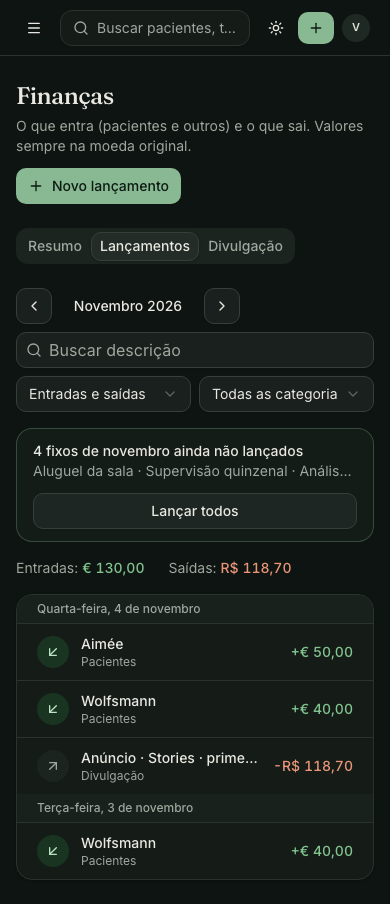 Buscar pacientes, t...
V
Finanças
O que entra (pacientes e outros) e o que sai. Valores
sempre na moeda original.
Novo lançamento
Resumo Lançamentos Divulgação
Novembro 2026
Buscar descrição
Entradas e saídas Todas as categoria
4 fixos de novembro ainda não lançados
Aluguel da sala · Supervisão quinzenal · Anális...
Lançar todos
Entradas: € 130,00 Saídas: R$ 118,70
Quarta-feira, 4 de novembro
Aimée +€ 50,00
Pacientes
Wolfsmann +€ 40,00
Pacientes
Anúncio · Stories · prime... -R$ 118,70
Divulgação
Terça-feira, 3 de novembro
Wolfsmann +€ 40,00
Pacientes